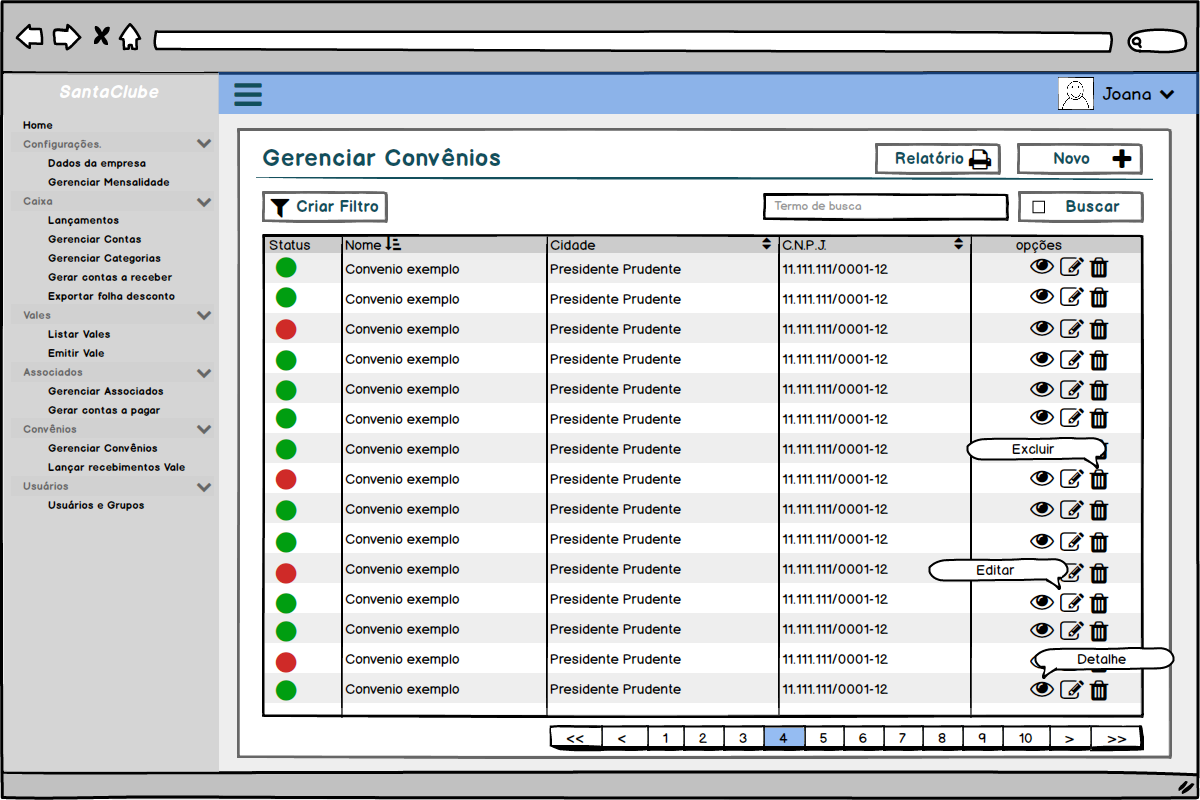 SantaClube
Joana
Home
Configurações.
Dados da empresa
Gerenciar Mensalidade
Caixa
Lançamentos
Gerenciar Contas
Gerenciar Categorias
Gerar contas a receber
Exportar folha desconto
Vales
Listar Vales
Emitir Vale
Associados
Gerenciar Associados
Gerar contas a pagar
Convênios
Gerenciar Convênios
Lançar recebimentos Vale
Usuários
Usuários e Grupos
Gerenciar Convênios
Relatório
Novo
Criar Filtro
Termo de busca
Buscar
Status Nome Cidade C.N.P.J. opções
Convenio exemplo Presidente Prudente 11.111.111/0001-12
Convenio exemplo Presidente Prudente 11.111.111/0001-12
Convenio exemplo Presidente Prudente 11.111.111/0001-12
Convenio exemplo Presidente Prudente 11.111.111/0001-12
Convenio exemplo Presidente Prudente 11.111.111/0001-12
Convenio exemplo Presidente Prudente 11.111.111/0001-12
Convenio exemplo Presidente Prudente 11.111.111/0001-12 Excluir
Convenio exemplo Presidente Prudente 11.111.111/0001-12
Convenio exemplo Presidente Prudente 11.111.111/0001-12
Convenio exemplo Presidente Prudente 11.111.111/0001-12
Convenio exemplo Presidente Prudente 11.111.111/0001-12 Editar
Convenio exemplo Presidente Prudente 11.111.111/0001-12
Convenio exemplo Presidente Prudente 11.111.111/0001-12
Convenio exemplo Presidente Prudente 11.111.111/0001-12 Detalhe
Convenio exemplo Presidente Prudente 11.111.111/0001-12
<< < 1 2 3 4 5 6 7 8 9 10 > >>